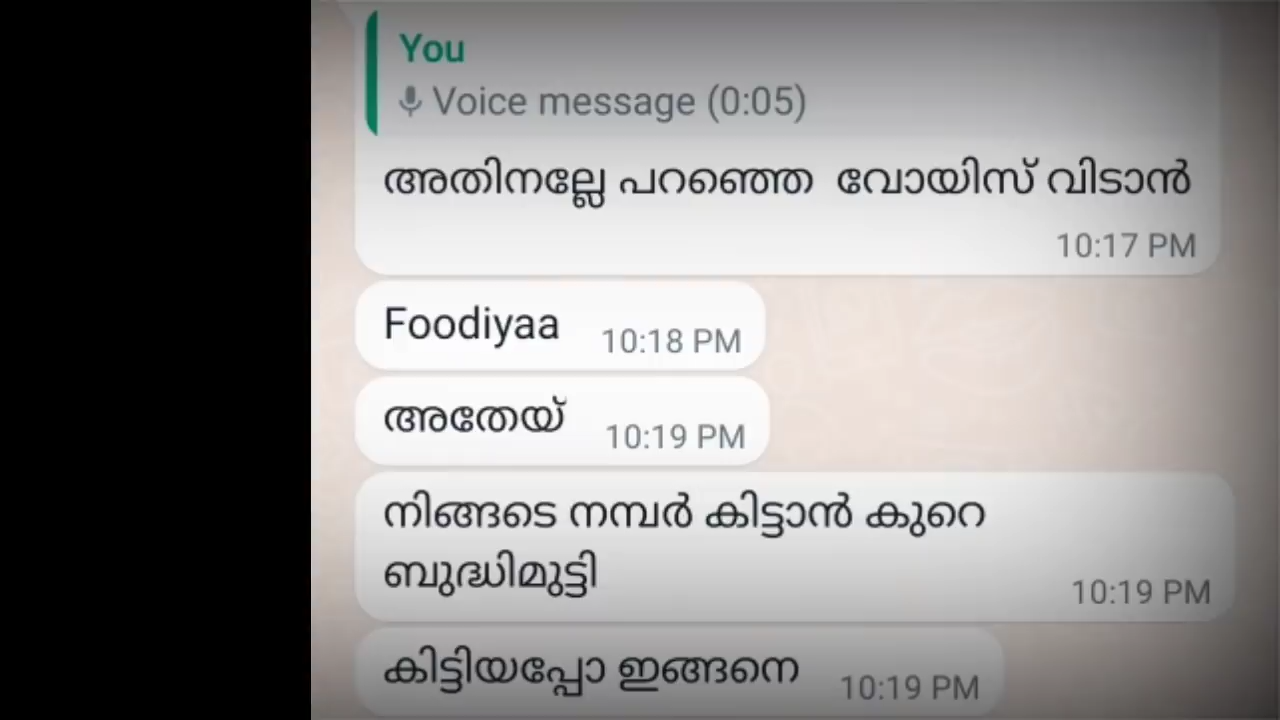 You
Voice message (0:05)
അതിനല്ലേ പറഞ്ഞെ വോയിസ് വിടാൻ
10:17 PM
Foodiyaa 10:18 PM
അതേയ് 10:19 PM
നിങ്ങടെ നമ്പർ കിട്ടാൻ കുറെ
ബുദ്ധിമുട്ടി 10:19 PM
കിട്ടിയപ്പോ ഇങ്ങനെ 10:19 PM